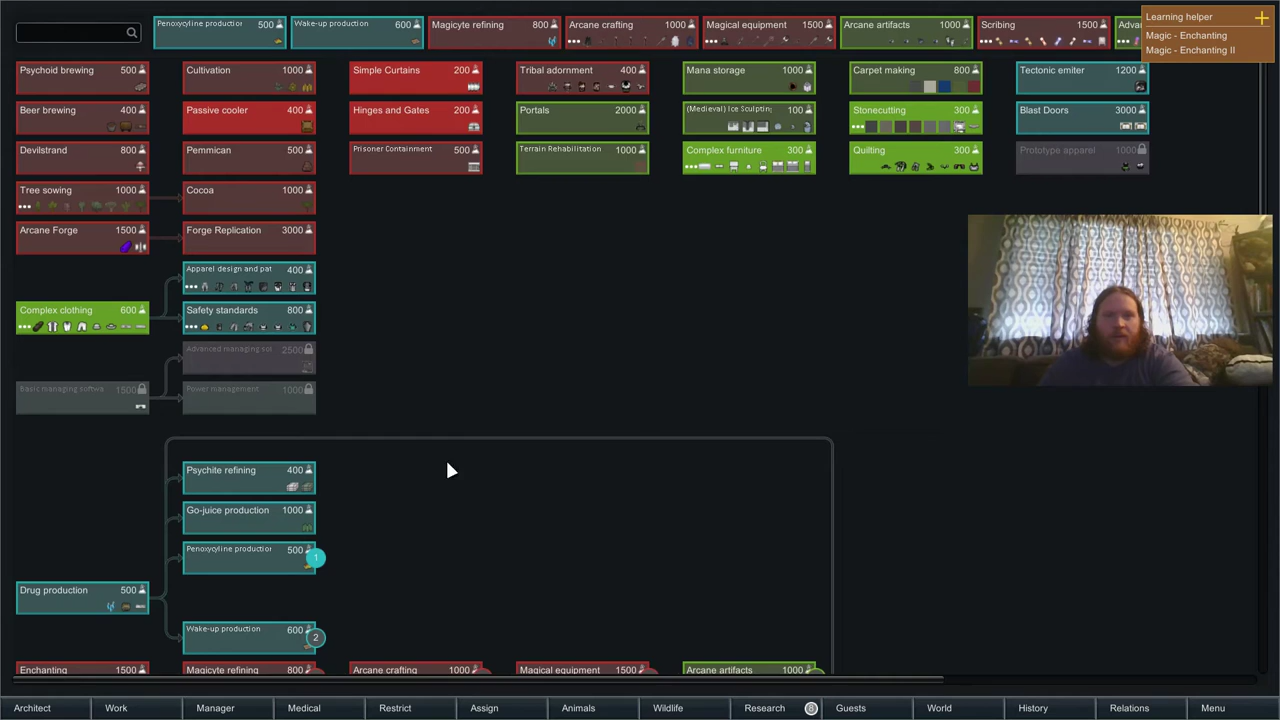 Penoxycyline production 500
Wake-up production 600
Magicyte refining 800
Arcane crafting 1000
Magical equipment 1500
Arcane artifacts 1000
Scribing 1500
Learning helper
Magic - Enchanting
Magic - Enchanting II
Psychoid brewing 500
Cultivation 1000
Simple Curtains 200
Tribal adornment 400
Mana storage 1000
Carpet making 800
Tectonic emiter 1200
Beer brewing 400
Passive cooler 400
Hinges and Gates 200
Portals 2000
(Medieval) Ice Sculptin 100
Stonecutting 300
Blast Doors 3000
Devilstrand 800
Pemmican 500
Prisoner Containment 500
Terrain Rehabilitation 1000
Complex furniture 300
Quilting 300
Prototype apparel 1000
Tree sowing 1000
Cocoa 1000
Arcane Forge 1500
Forge Replication 3000
Apparel design and pat 400
Complex clothing 600
Safety standards 800
Advanced managing sof 2500
Basic managing softwa 1500
Power management 1000
Psychite refining 400
Go-juice production 1000
Penoxycyline production 500 1
Drug production 500
Wake-up production 600 2
Enchanting 1500
Magicyte refining 800
Arcane crafting 1000
Magical equipment 1500
Arcane artifacts 1000
Architect
Work
Manager
Medical
Restrict
Assign
Animals
Wildlife
Research
Guests
World
History
Relations
Menu